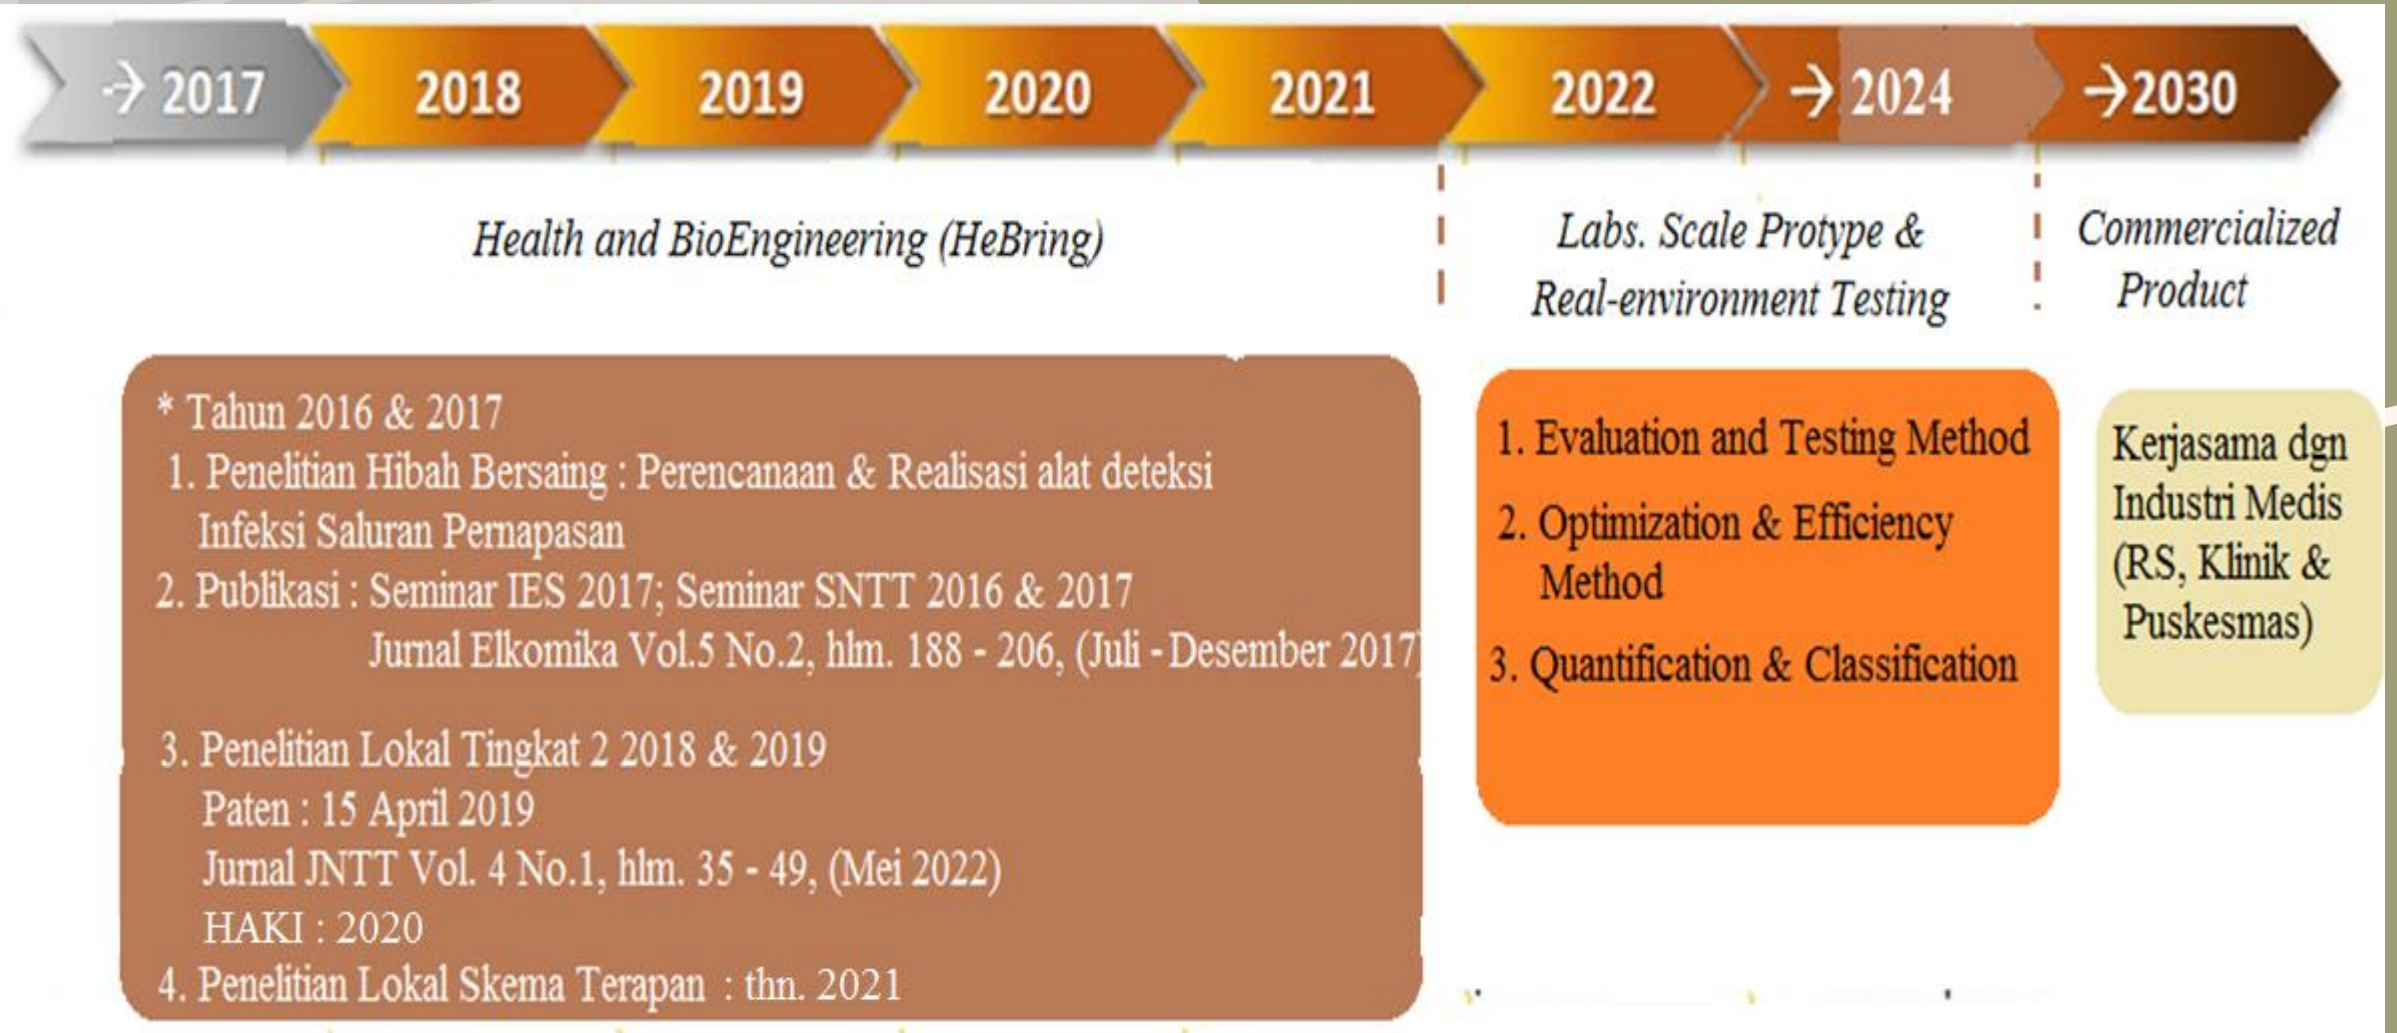 → 2017 2018 2019 2020 2021 2022 → 2024 →2030
Health and BioEngineering (HeBring)
Labs. Scale Protype &
Real-environment Testing
Commercialized
Product
* Tahun 2016 & 2017
1. Penelitian Hibah Bersaing : Perencanaan & Realisasi alat deteksi
Infeksi Saluran Pernapasan
2. Publikasi : Seminar IES 2017; Seminar SNTT 2016 & 2017
Jurnal Elkomika Vol.5 No.2, hlm. 188 - 206, (Juli - Desember 2017)
3. Penelitian Lokal Tingkat 2 2018 & 2019
Paten : 15 April 2019
Jurnal JNTT Vol. 4 No.1, hlm. 35 - 49, (Mei 2022)
HAKI : 2020
4. Penelitian Lokal Skema Terapan : thn. 2021
1. Evaluation and Testing Method
2. Optimization & Efficiency
Method
3. Quantification & Classification
Kerjasama dgn
Industri Medis
(RS, Klinik &
Puskesmas)